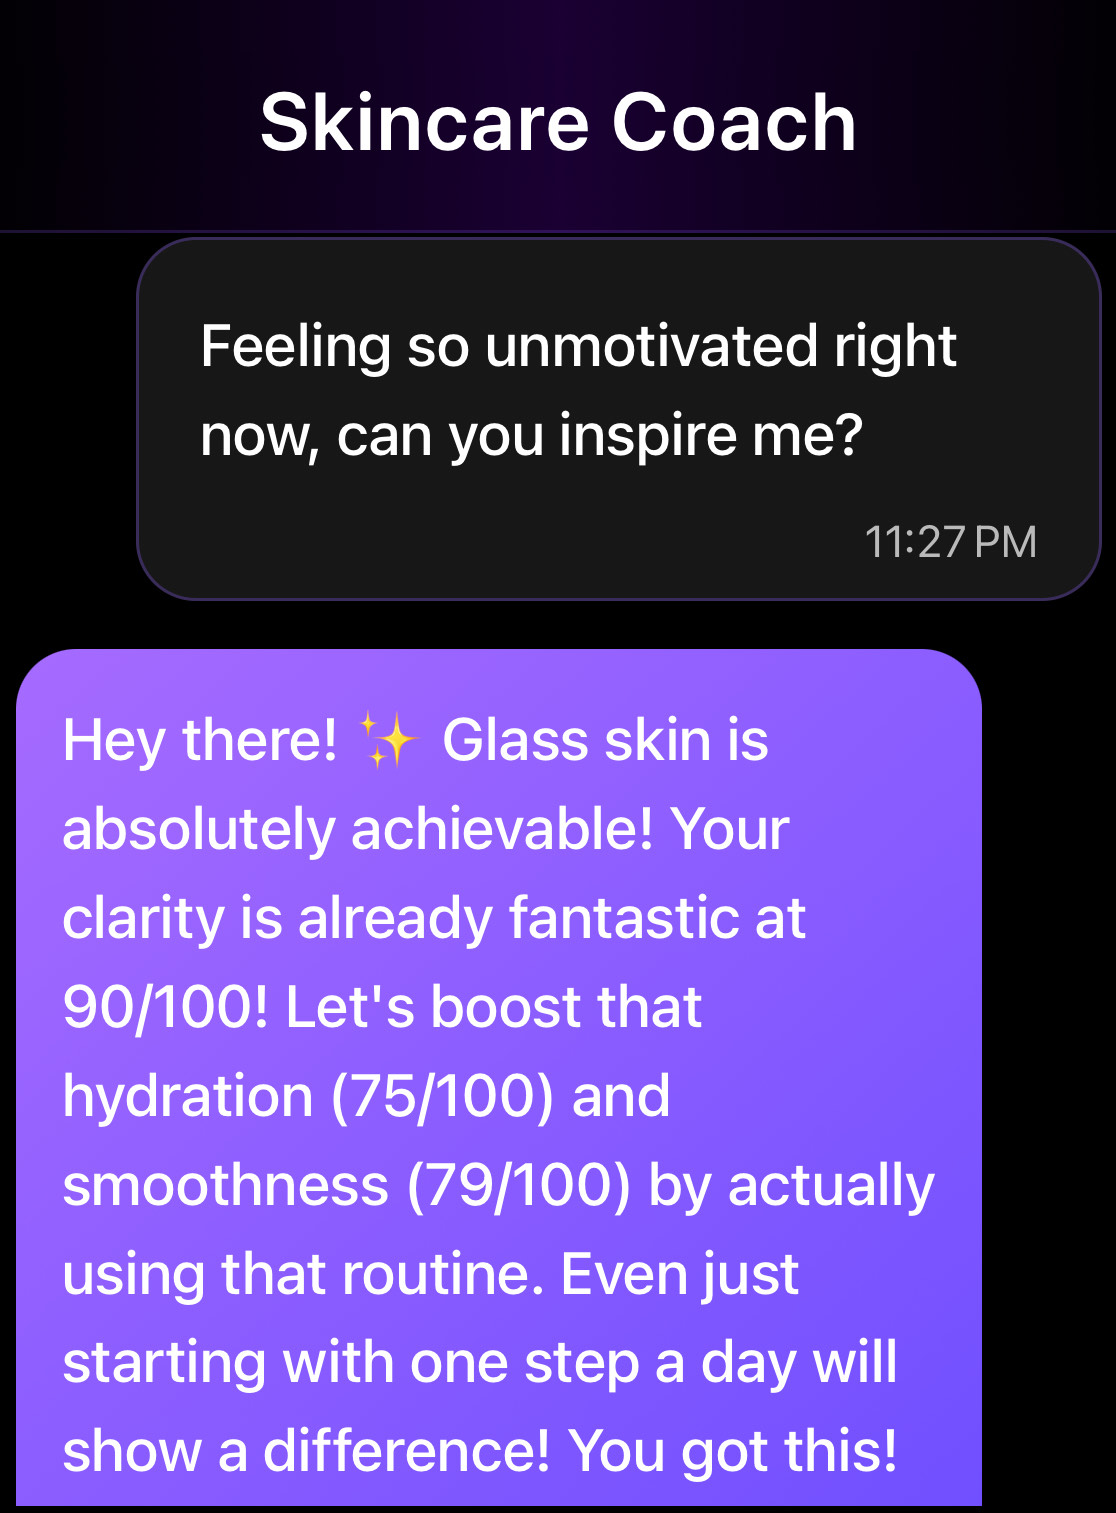 Skincare Coach
Feeling so unmotivated right
now, can you inspire me?
11:27 PM
Hey there! ✨ Glass skin is
absolutely achievable! Your
clarity is already fantastic at
90/100! Let's boost that
hydration (75/100) and
smoothness (79/100) by actually
using that routine. Even just
starting with one step a day will
show a difference! You got this!